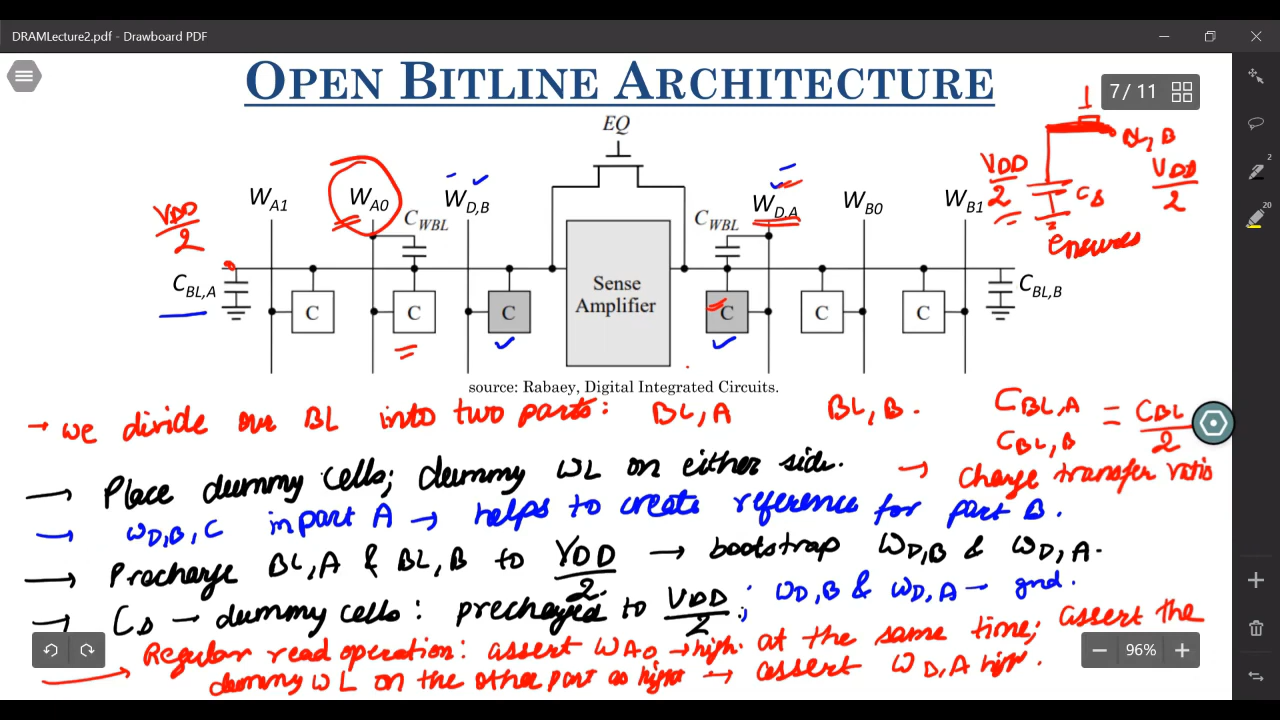 DRAMLecture2.pdf - Drawboard PDF
OPEN BITLINE ARCHITECTURE
7 / 11
EQ
1
BL, B
VDD/2
CD
VDD/2
ensures
VDD/2
WA1
WA0
WD,B
CWBL
CWBL
WD,A
WB0
WB1
CBL,A
CBL,B
C
C
C
Sense
Amplifier
C
C
C
source: Rabaey, Digital Integrated Circuits.
→ we divide our BL into two parts: BL, A BL, B.
CBL,A
CBL,B
= CBL/2
→ charge transfer ratio
→ Place dummy cells; dummy WL on either side.
→ WD,B, C in part A → helps to create reference for part B.
→ Precharge BL,A & BL,B to VDD/2 → bootstrap WD,B & WD,A.
→ CD → dummy cells: precharged to VDD/2; WD,B & WD,A → gnd.
→ Regular read operation: assert WA0 → high. at the same time; assert the
dummy WL on the other part as high → assert WD,A high.
96%